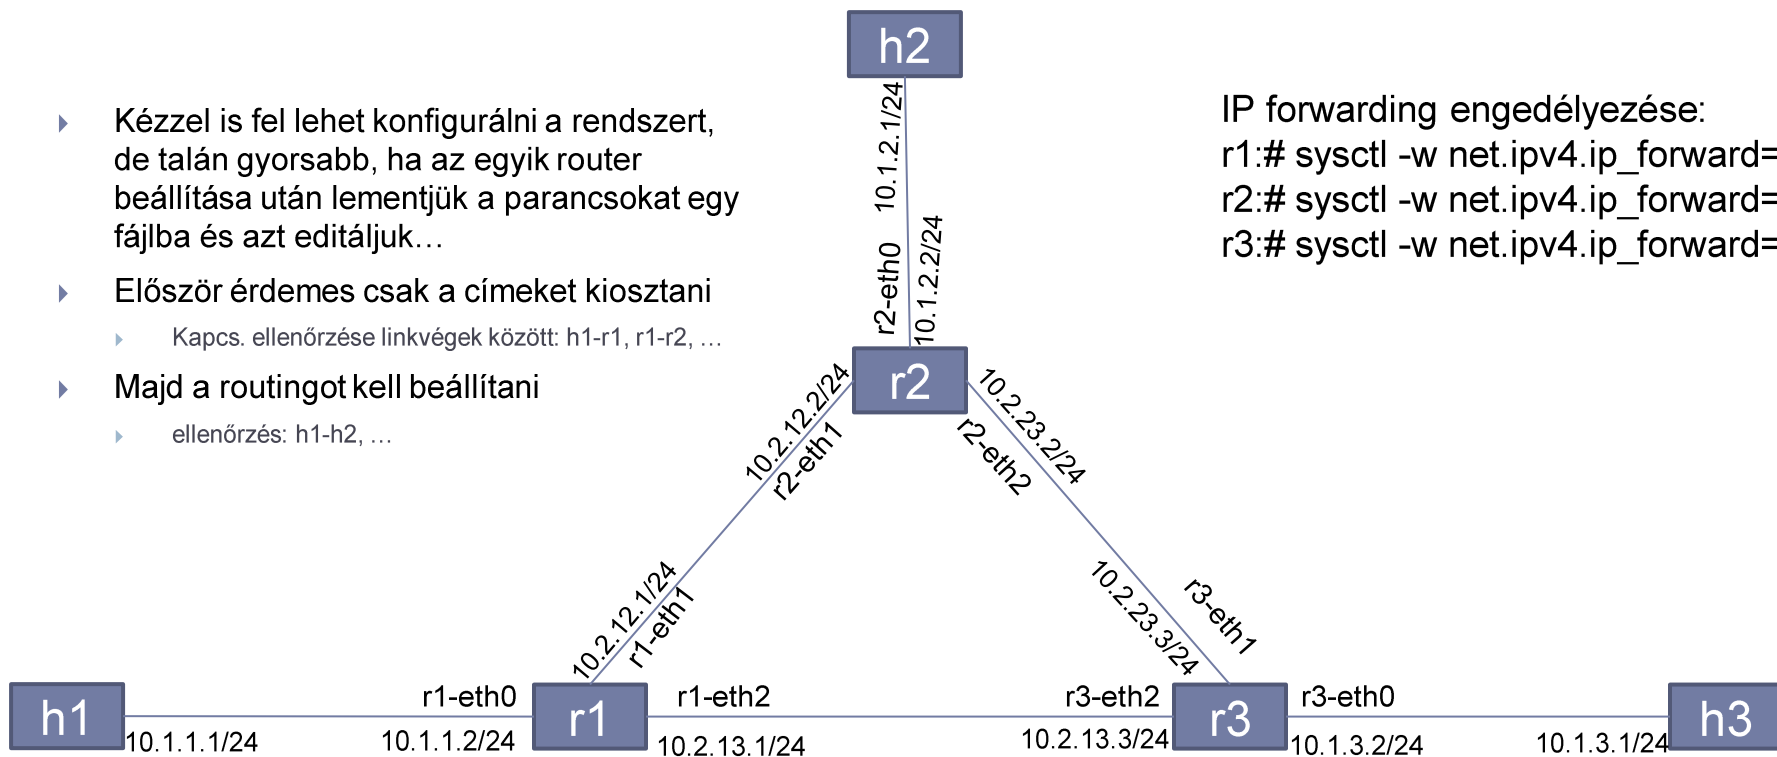 h2
Kézzel is fel lehet konfigurálni a rendszert,
de talán gyorsabb, ha az egyik router
beállítása után lementjük a parancsokat egy
fájlba és azt editáljuk…
Először érdemes csak a címeket kiosztani
Kapcs. ellenőrzése linkvégek között: h1-r1, r1-r2, …
Majd a routingot kell beállítani
ellenőrzés: h1-h2, …
IP forwarding engedélyezése:
r1:# sysctl -w net.ipv4.ip_forward=
r2:# sysctl -w net.ipv4.ip_forward=
r3:# sysctl -w net.ipv4.ip_forward=
10.1.2.1/24
r2-eth0
10.1.2.2/24
r2
10.2.12.2/24
r2-eth1
10.2.23.2/24
r2-eth2
10.2.12.1/24
r1-eth1
10.2.23.3/24
r3-eth1
h1
10.1.1.1/24
r1-eth0
10.1.1.2/24
r1
r1-eth2
10.2.13.1/24
r3-eth2
10.2.13.3/24
r3
r3-eth0
10.1.3.2/24
10.1.3.1/24
h3